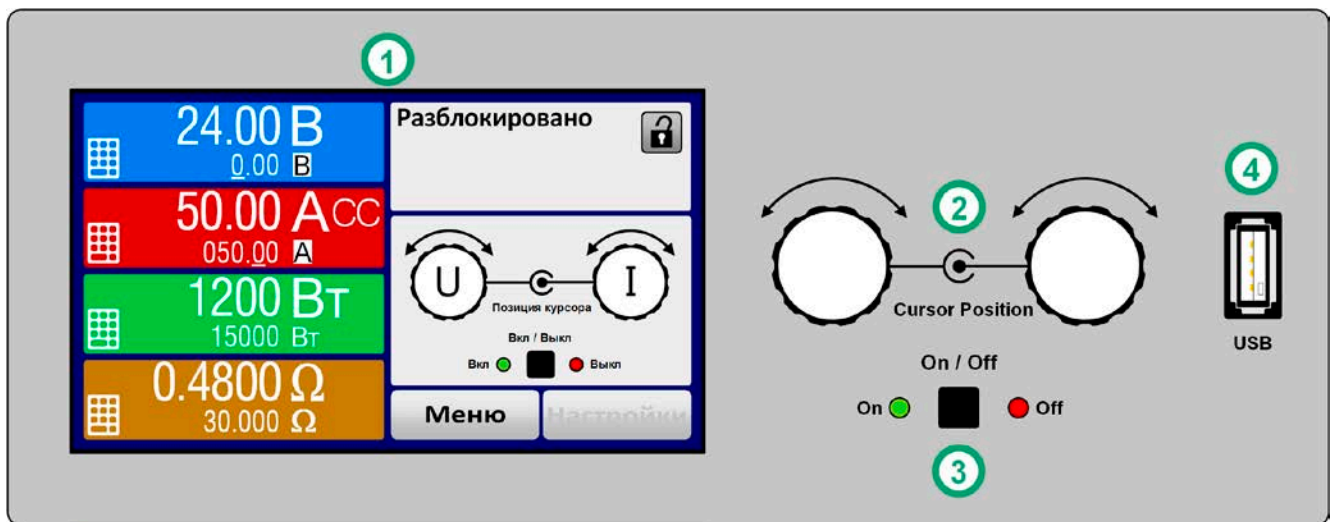 1
24.00 В
0.00 В
50.00 А CC
050.00 А
1200 Вт
15000 Вт
0.4800 Ω
30.000 Ω
Разблокировано
U
I
Позиция курсора
Вкл / Выкл
Вкл
Выкл
Меню
Настройки
2
Cursor Position
On / Off
On
Off
3
4
USB